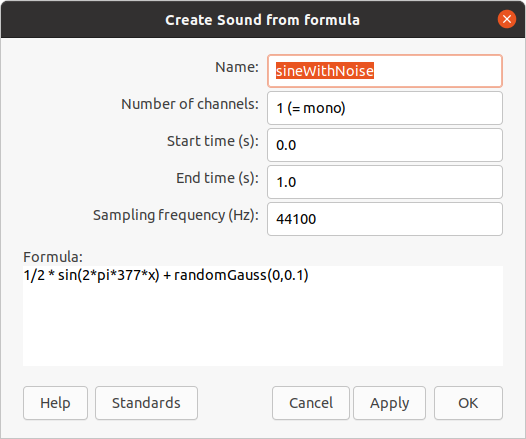 Create Sound from formula
Name: sineWithNoise
Number of channels: 1 (= mono)
Start time (s): 0.0
End time (s): 1.0
Sampling frequency (Hz): 44100
Formula:
1/2 * sin(2*pi*377*x) + randomGauss(0,0.1)
Help Standards Cancel Apply OK